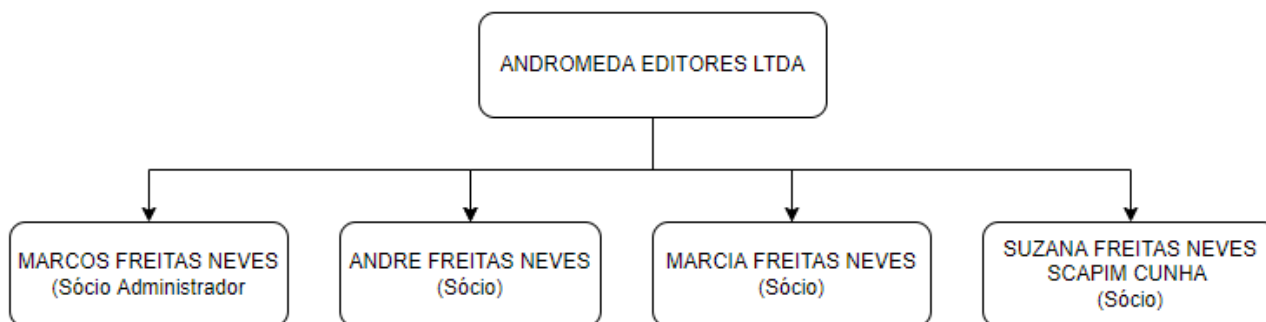 ANDROMEDA EDITORES LTDA
MARCOS FREITAS NEVES
(Sócio Administrador
ANDRE FREITAS NEVES
(Sócio)
MARCIA FREITAS NEVES
(Sócio)
SUZANA FREITAS NEVES
SCAPIM CUNHA
(Sócio)